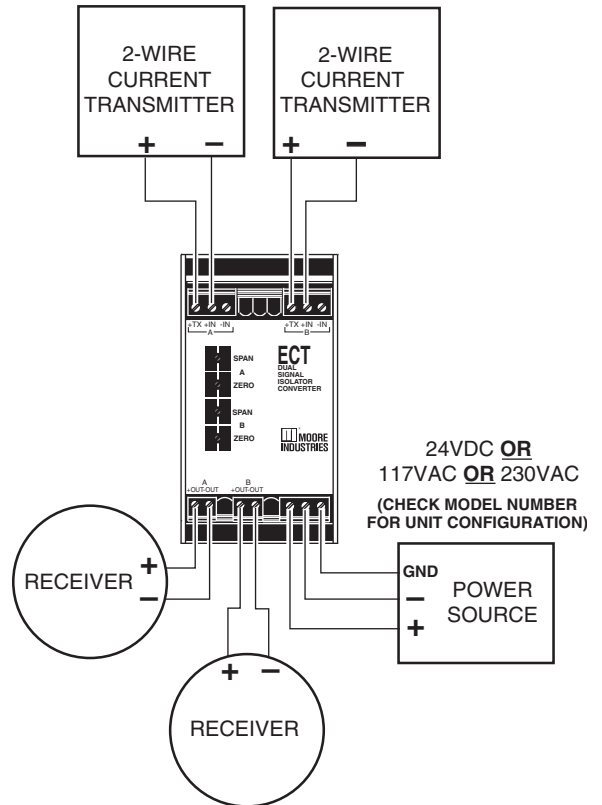 2-WIRE
CURRENT
TRANSMITTER
+ −
2-WIRE
CURRENT
TRANSMITTER
+ −
+TX +IN -IN
A
+TX +IN -IN
B
SPAN
A
ZERO
SPAN
B
ZERO
ECT
DUAL
SIGNAL
ISOLATOR
CONVERTER
MOORE
INDUSTRIES
A
+OUT-OUT
B
+OUT-OUT
24VDC OR
117VAC OR 230VAC
(CHECK MODEL NUMBER
FOR UNIT CONFIGURATION)
RECEIVER
+
−
GND
−
+
POWER
SOURCE
+ −
RECEIVER